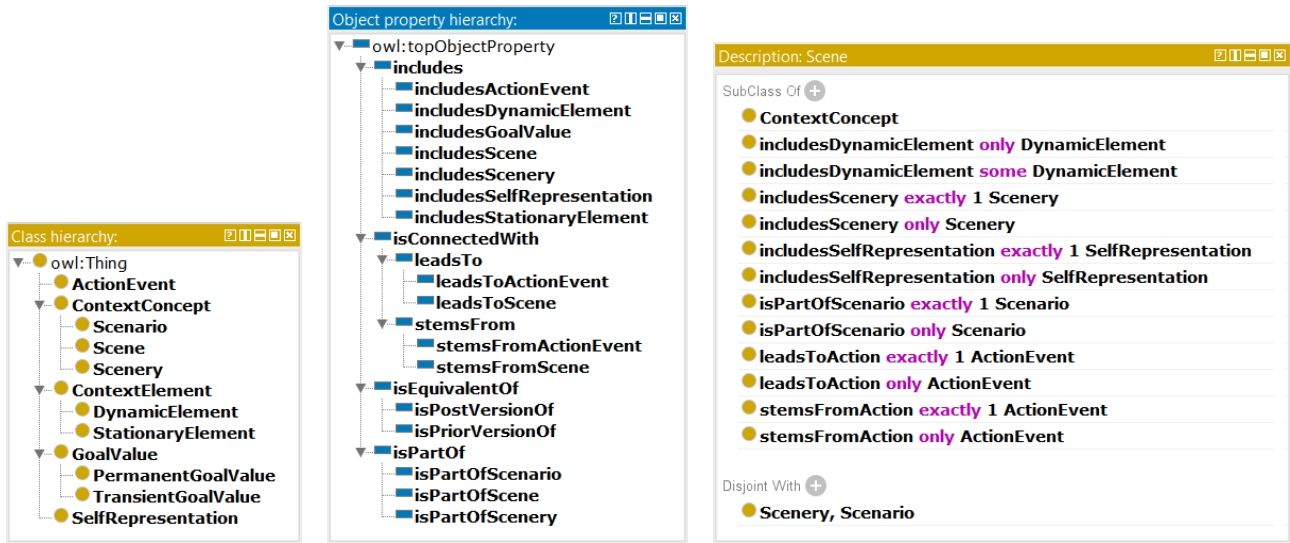 Class hierarchy:
owl:Thing
ActionEvent
ContextConcept
Scenario
Scene
Scenery
ContextElement
DynamicElement
StationaryElement
GoalValue
PermanentGoalValue
TransientGoalValue
SelfRepresentation
Object property hierarchy:
owl:topObjectProperty
includes
includesActionEvent
includesDynamicElement
includesGoalValue
includesScene
includesScenery
includesSelfRepresentation
includesStationaryElement
isConnectedWith
leadsTo
leadsToActionEvent
leadsToScene
stemsFrom
stemsFromActionEvent
stemsFromScene
isEquivalentOf
isPostVersionOf
isPriorVersionOf
isPartOf
isPartOfScenario
isPartOfScene
isPartOfScenery
Description: Scene
SubClass Of
ContextConcept
includesDynamicElement only DynamicElement
includesDynamicElement some DynamicElement
includesScenery exactly 1 Scenery
includesScenery only Scenery
includesSelfRepresentation exactly 1 SelfRepresentation
includesSelfRepresentation only SelfRepresentation
isPartOfScenario exactly 1 Scenario
isPartOfScenario only Scenario
leadsToAction exactly 1 ActionEvent
leadsToAction only ActionEvent
stemsFromAction exactly 1 ActionEvent
stemsFromAction only ActionEvent
Disjoint With
Scenery, Scenario